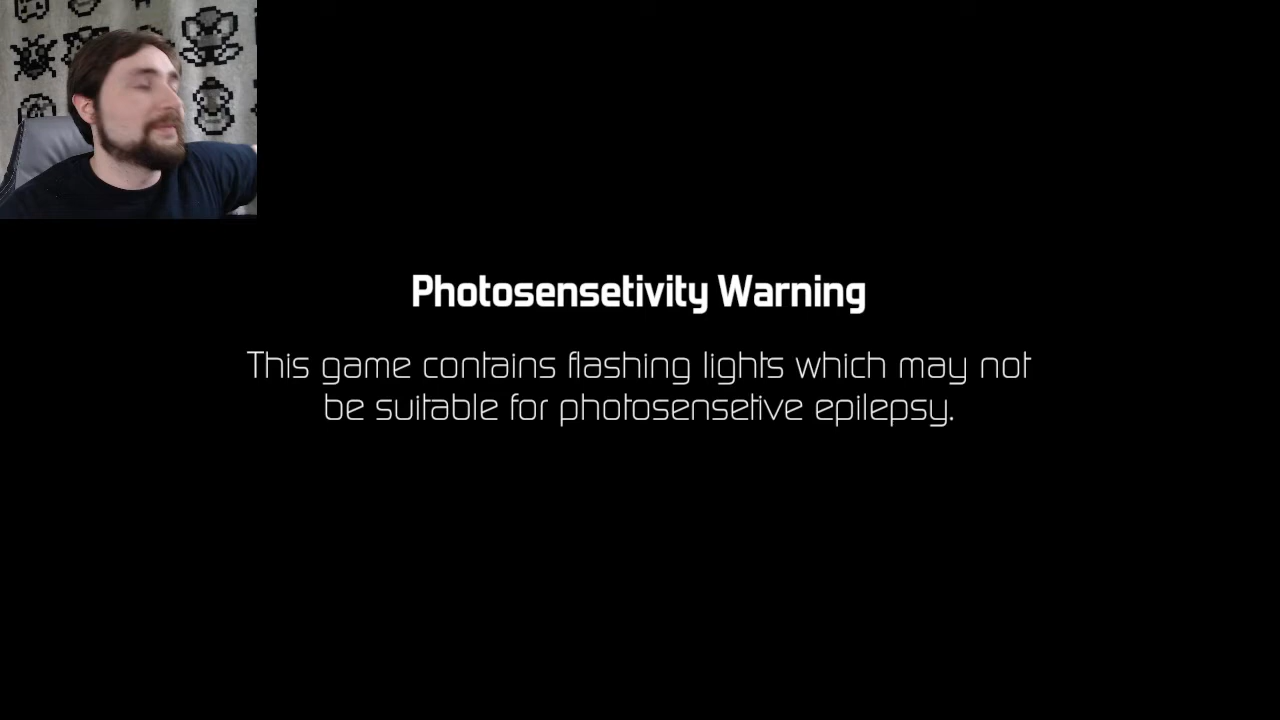 Photosensetivity Warning
This game contains flashing lights which may not
be suitable for photosensetive epilepsy.